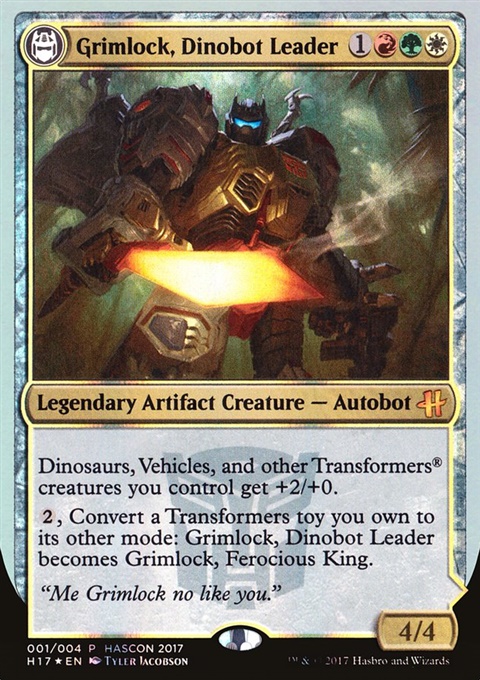 Grimlock, Dinobot Leader 1
Legendary Artifact Creature — Autobot H
Dinosaurs, Vehicles, and other Transformers®
creatures you control get +2/+0.
2, Convert a Transformers toy you own to
its other mode: Grimlock, Dinobot Leader
becomes Grimlock, Ferocious King.
“Me Grimlock no like you.”
4/4
001/004 P HASCON 2017
H17★EN Tyler Jacobson
™ & © 2017 Hasbro and Wizards